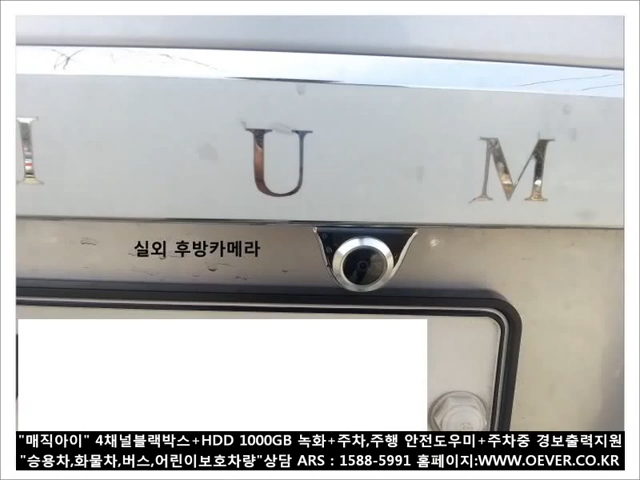 I U M
실외 후방카메라
"매직아이" 4채널블랙박스+HDD 1000GB 녹화+주차,주행 안전도우미+주차중 경보출력지원
"승용차,화물차,버스,어린이보호차량"상담 ARS : 1588-5991 홈페이지:WWW.OEVER.CO.KR